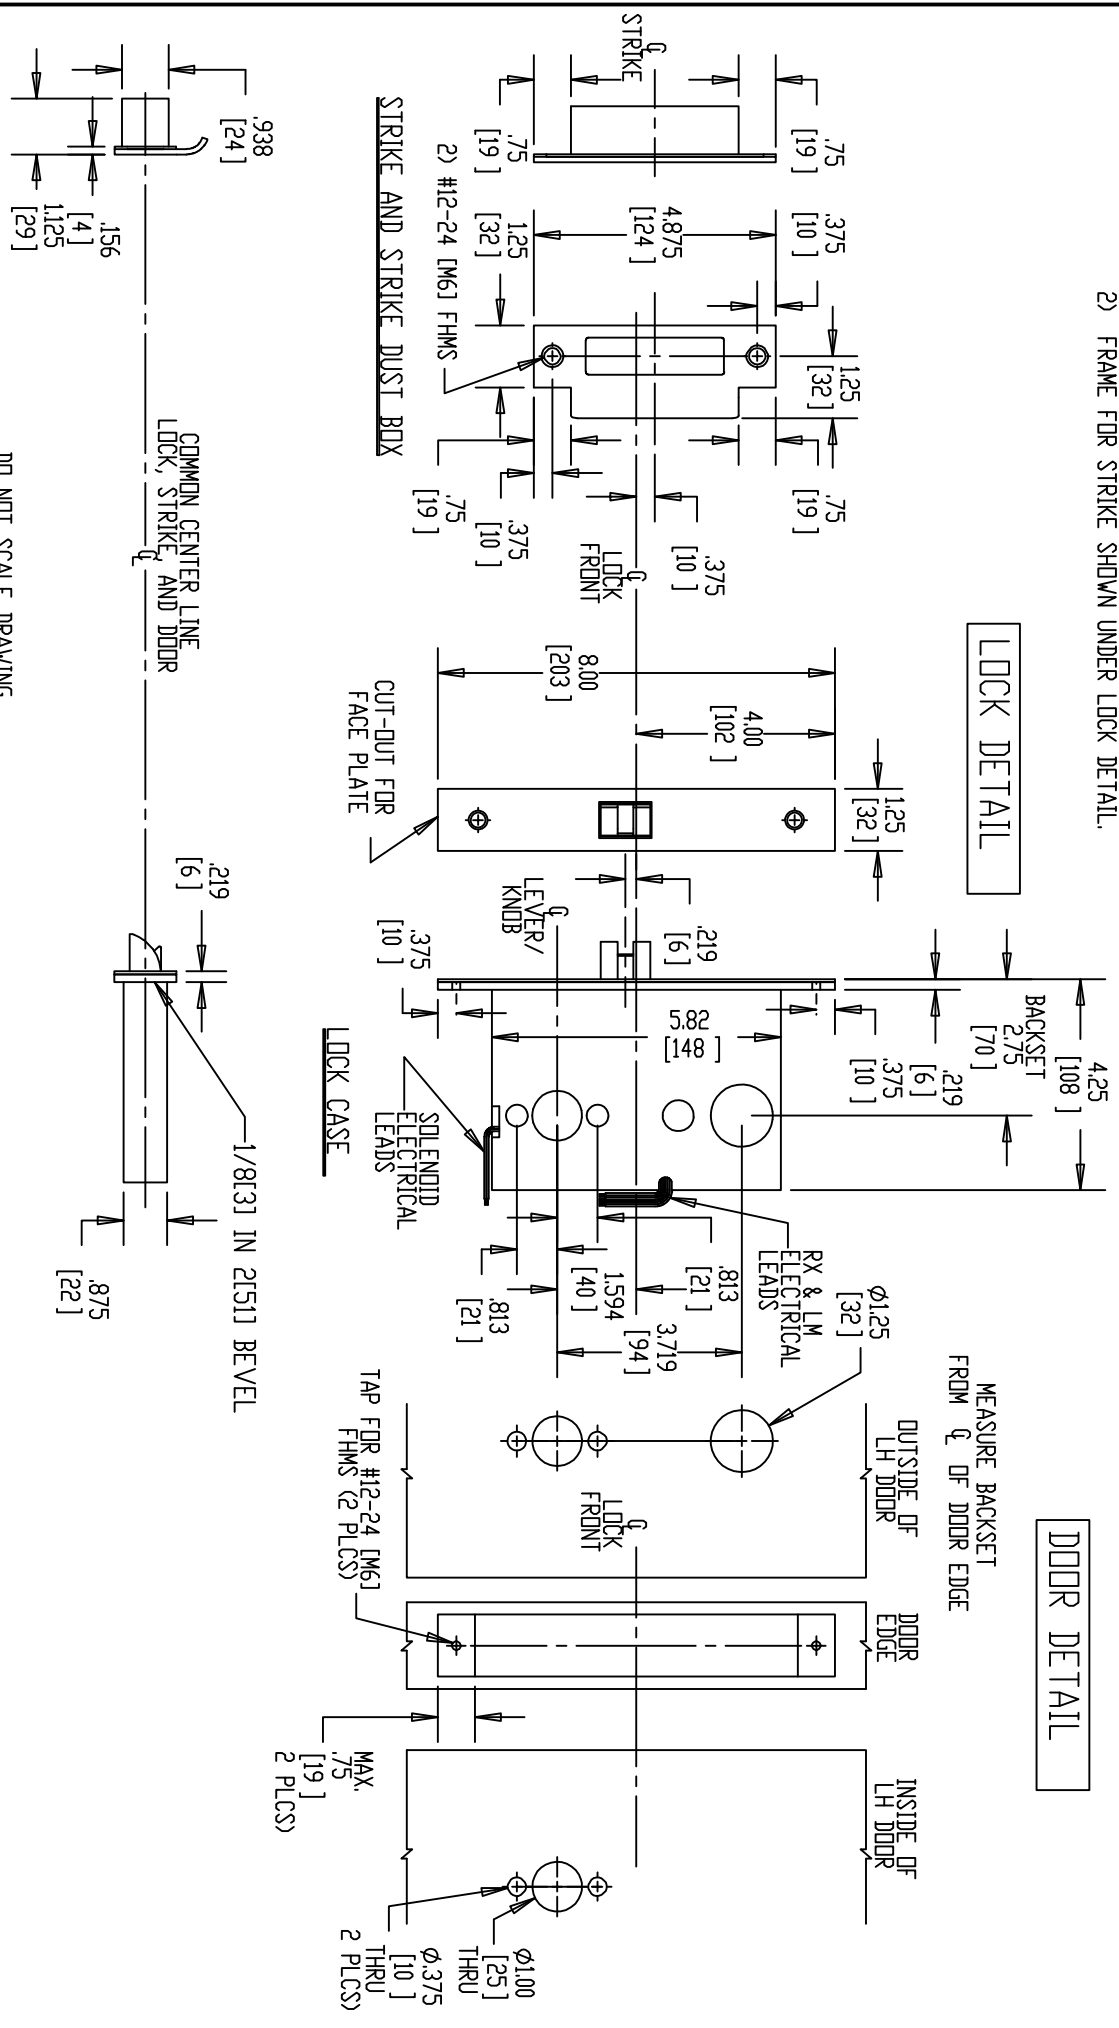 2) FRAME FOR STRIKE SHOWN UNDER LOCK DETAIL.
LOCK DETAIL
DOOR DETAIL
STRIKE
.75
[19 ]
.75
[19 ]
.375
[10 ]
4.875
[124 ]
1.25
[32 ]
1.25
[32 ]
2) #12-24 [M6] FHMS
STRIKE AND STRIKE DUST BOX
.75
[19 ]
.375
[10 ]
.375
[10 ]
.75
[19 ]
℄
LOCK
FRONT
8.00
[203 ]
4.00
[102 ]
1.25
[32 ]
CUT-OUT FOR
FACE PLATE
℄
LEVER/
KNOB
.219
[6 ]
.375
[10 ]
4.25
[108 ]
BACKSET
2.75
[70 ]
.219
[6 ]
.375
[10 ]
5.82
[148 ]
SOLENOID
ELECTRICAL
LEADS
LOCK CASE
RX & LM
ELECTRICAL
LEADS
.813
[21 ]
1.594
[40 ]
.813
[21 ]
3.719
[94 ]
Ø1.25
[32 ]
MEASURE BACKSET
FROM ℄ OF DOOR EDGE
OUTSIDE OF
LH DOOR
℄
LOCK
FRONT
TAP FOR #12-24 [M6]
FHMS (2 PLCS)
DOOR
EDGE
MAX.
.75
[19 ]
2 PLCS)
INSIDE OF
LH DOOR
Ø1.00
[25 ]
THRU
Ø.375
[10 ]
THRU
2 PLCS)
.938
[24 ]
.156
[4 ]
1.125
[29 ]
COMMON CENTER LINE
LOCK, STRIKE, AND DOOR
℄
.219
[6 ]
1/8[3] IN 2[51] BEVEL
.875
[22 ]
DO NOT SCALE DRAWING
℄